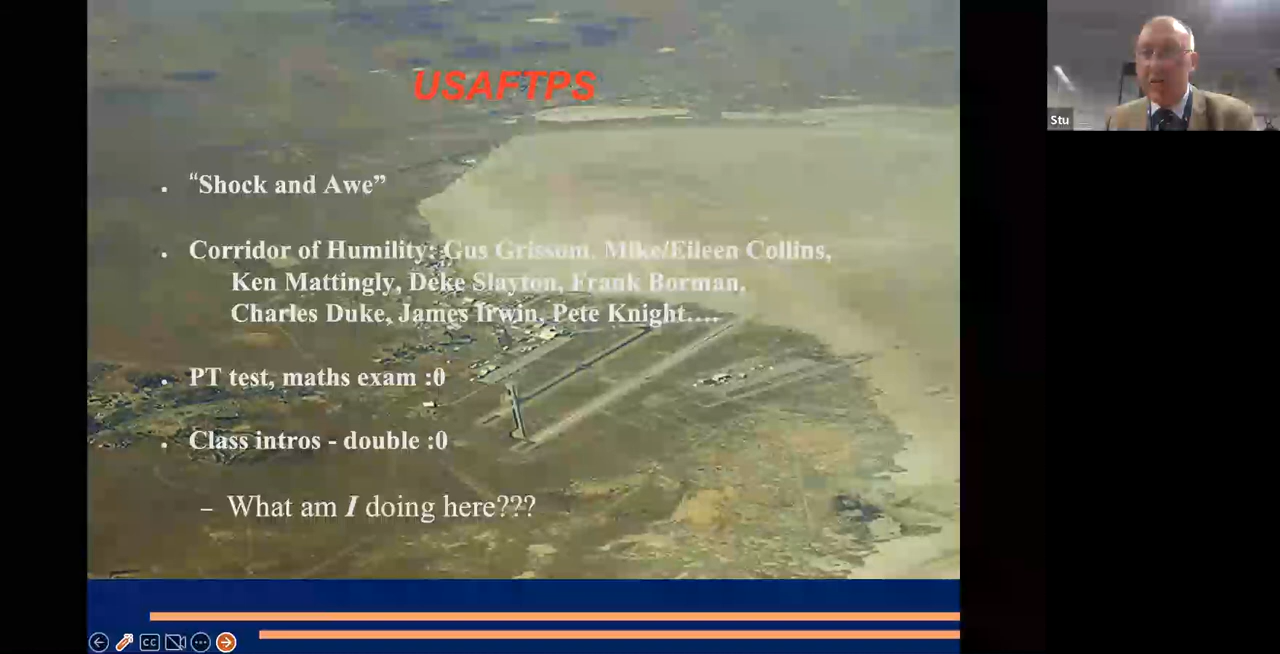 USAFTPS
Stu
• “Shock and Awe”
• Corridor of Humility: Gus Grissom, Mike/Eileen Collins,
Ken Mattingly, Deke Slayton, Frank Borman,
Charles Duke, James Irwin, Pete Knight….
• PT test, maths exam :0
• Class intros - double :0
– What am I doing here???
CC